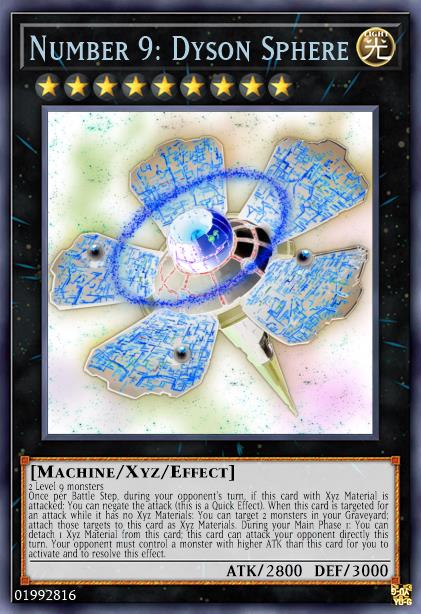 NUMBER 9: DYSON SPHERE
LIGHT
光
[MACHINE/XYZ/EFFECT]
2 Level 9 monsters
Once per Battle Step, during your opponent's turn, if this card with Xyz Material is
attacked: You can negate the attack (this is a Quick Effect). When this card is targeted for
an attack while it has no Xyz Materials: You can target 2 monsters in your Graveyard;
attach those targets to this card as Xyz Materials. During your Main Phase 1: You can
detach 1 Xyz Material from this card; this card can attack your opponent directly this
turn. Your opponent must control a monster with higher ATK than this card for you to
activate and to resolve this effect.
ATK/2800 DEF/3000
01992816